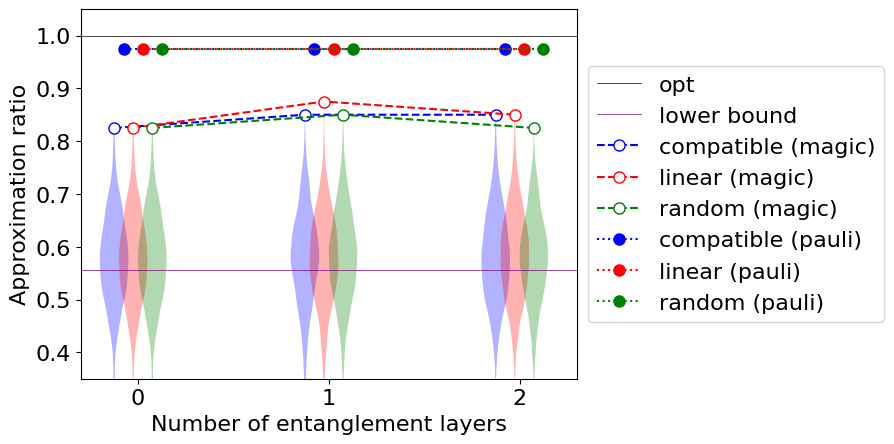 1.0
0.9
0.8
0.7
0.6
0.5
0.4
Approximation ratio
0 1 2
Number of entanglement layers
opt
lower bound
compatible (magic)
linear (magic)
random (magic)
compatible (pauli)
linear (pauli)
random (pauli)